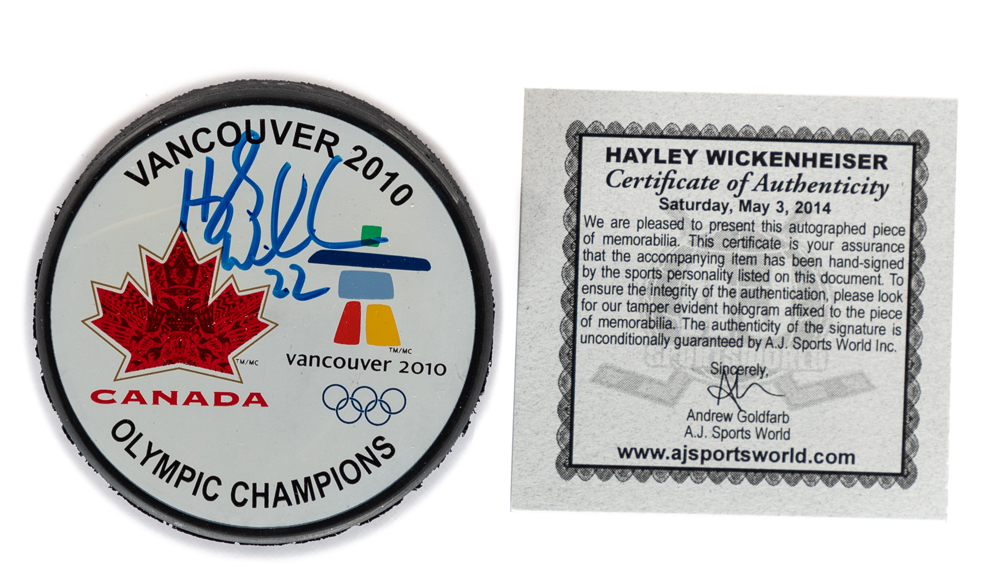 VANCOUVER 2010
22
TM/MC
CANADA
TM/MC
vancouver 2010
OLYMPIC CHAMPIONS
HAYLEY WICKENHEISER
Certificate of Authenticity
Saturday, May 3, 2014
We are pleased to present this autographed piece
of memorabilia. This certificate is your assurance
that the accompanying item has been hand-signed
by the sports personality listed on this document. To
ensure the integrity of the authentication, please look
for our tamper evident hologram affixed to the piece
of memorabilia. The authenticity of the signature is
unconditionally guaranteed by A.J. Sports World Inc.
Sincerely,
Andrew Goldfarb
A.J. Sports World
www.ajsportsworld.com